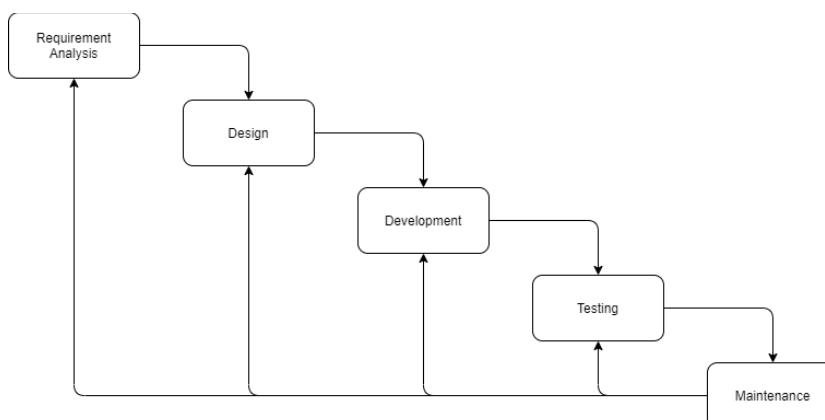 Requirement
Analysis
Design
Development
Testing
Maintenance